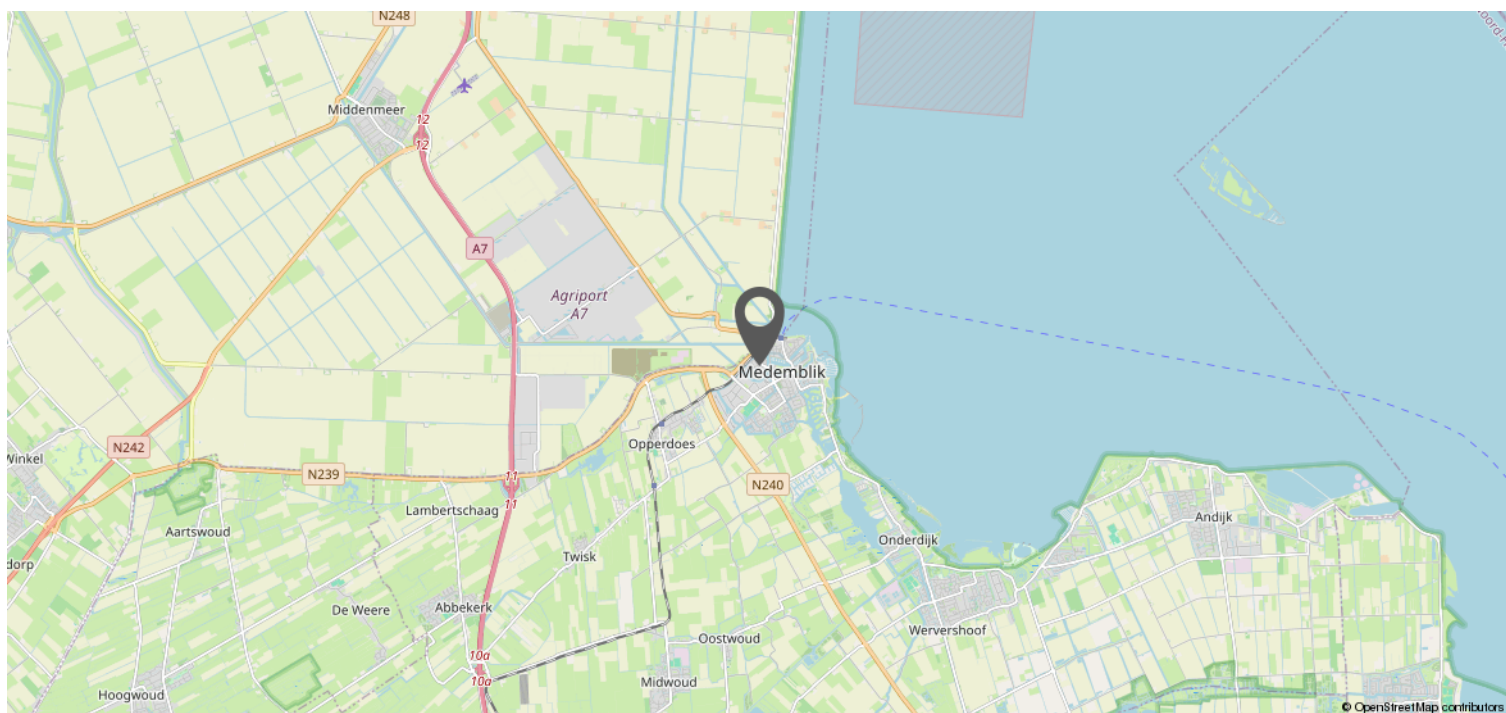 N248
Middenmeer
12
12
A7
Agriport
A7
Medemblik
N242
Winkel
N239
11
11
Opperdoes
N240
Lambertschaag
Aartswoud
dorp
Twisk
Onderdijk
Andijk
De Weere
Abbekerk
Oostwoud
Wervershoof
10a
10a
Midwoud
Hoogwoud
© OpenStreetMap contributors